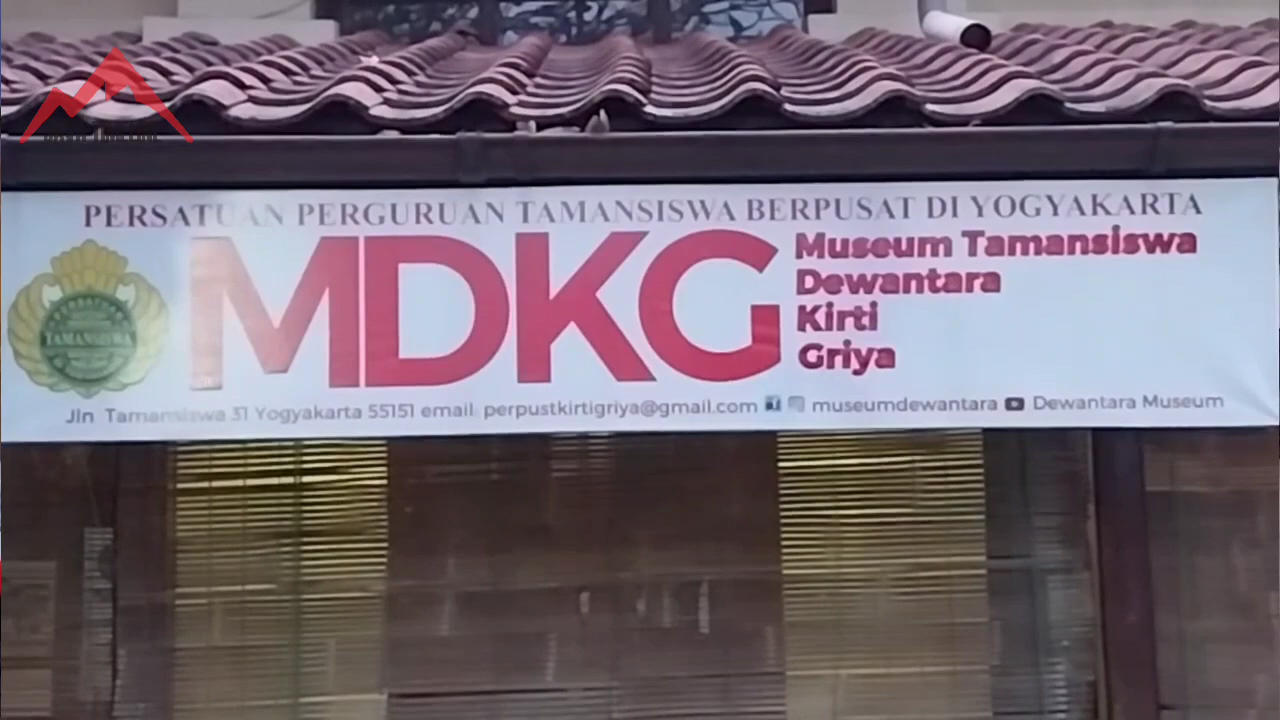 PERSATUAN PERGURUAN TAMANSISWA BERPUSAT DI YOGYAKARTA
MDKG
Museum Tamansiswa
Dewantara
Kirti
Griya
TAMANSISWA
Jln Tamansiswa 31 Yogyakarta 55151 email perpustkirtigriya@gmail.com museumdewantara Dewantara Museum